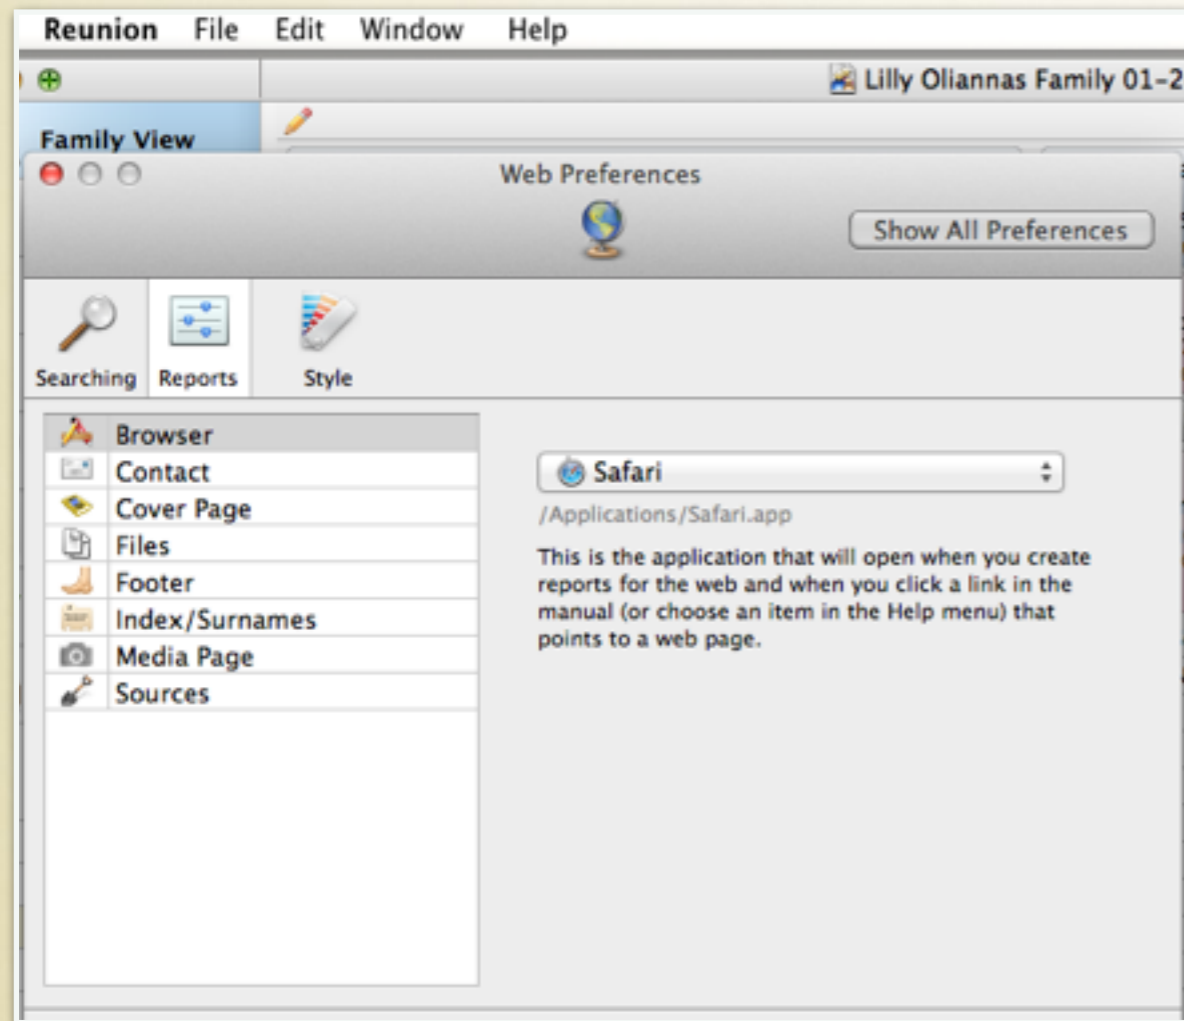 Reunion File Edit Window Help
Lilly Oliannas Family 01-2
Family View
Web Preferences
Show All Preferences
Searching Reports Style
Browser
Contact
Cover Page
Files
Footer
Index/Surnames
Media Page
Sources
Safari
/Applications/Safari.app
This is the application that will open when you create
reports for the web and when you click a link in the
manual (or choose an item in the Help menu) that
points to a web page.